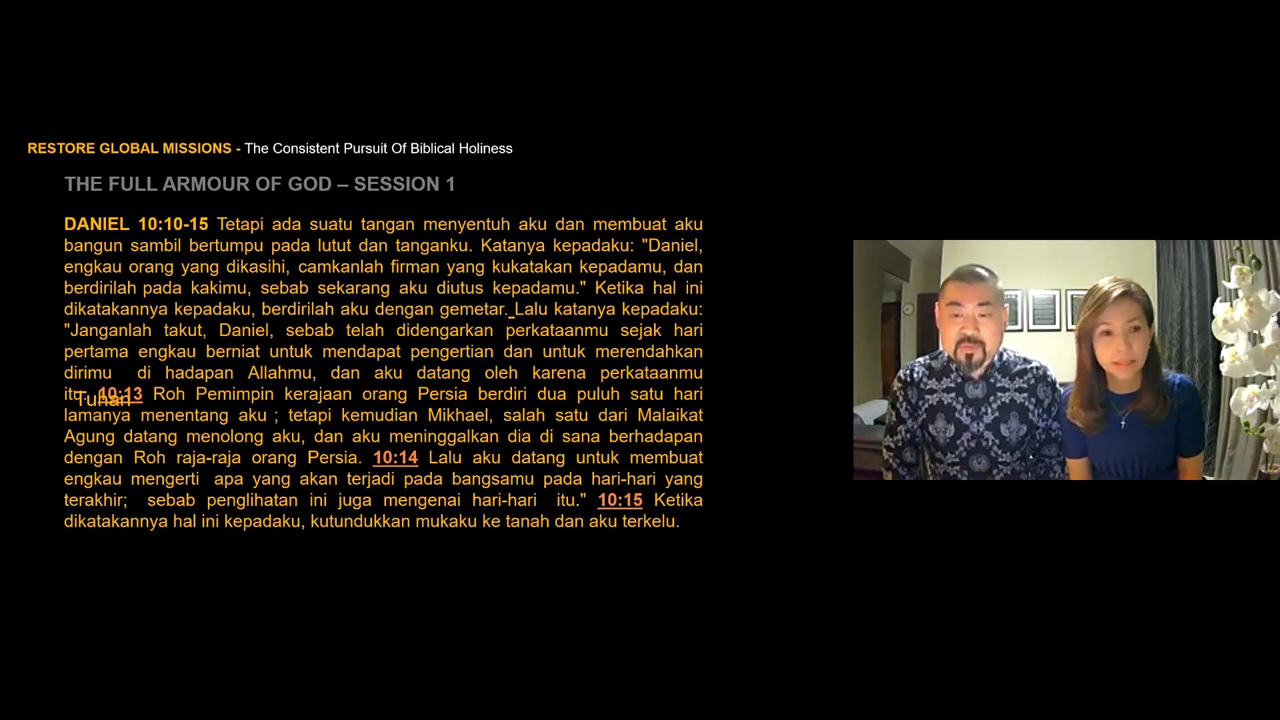 RESTORE GLOBAL MISSIONS - The Consistent Pursuit Of Biblical Holiness
THE FULL ARMOUR OF GOD – SESSION 1
DANIEL 10:10-15 Tetapi ada suatu tangan menyentuh aku dan membuat aku
bangun sambil bertumpu pada lutut dan tanganku. Katanya kepadaku: "Daniel,
engkau orang yang dikasihi, camkanlah firman yang kukatakan kepadamu, dan
berdirilah pada kakimu, sebab sekarang aku diutus kepadamu." Ketika hal ini
dikatakannya kepadaku, berdirilah aku dengan gemetar. Lalu katanya kepadaku:
"Janganlah takut, Daniel, sebab telah didengarkan perkataanmu sejak hari
pertama engkau berniat untuk mendapat pengertian dan untuk merendahkan
dirimu di hadapan Allahmu, dan aku datang oleh karena perkataanmu
itu. 10:13 Roh Pemimpin kerajaan orang Persia berdiri dua puluh satu hari
Tuhan
lamanya menentang aku ; tetapi kemudian Mikhael, salah satu dari Malaikat
Agung datang menolong aku, dan aku meninggalkan dia di sana berhadapan
dengan Roh raja-raja orang Persia. 10:14 Lalu aku datang untuk membuat
engkau mengerti apa yang akan terjadi pada bangsamu pada hari-hari yang
terakhir; sebab penglihatan ini juga mengenai hari-hari itu." 10:15 Ketika
dikatakannya hal ini kepadaku, kutundukkan mukaku ke tanah dan aku terkelu.